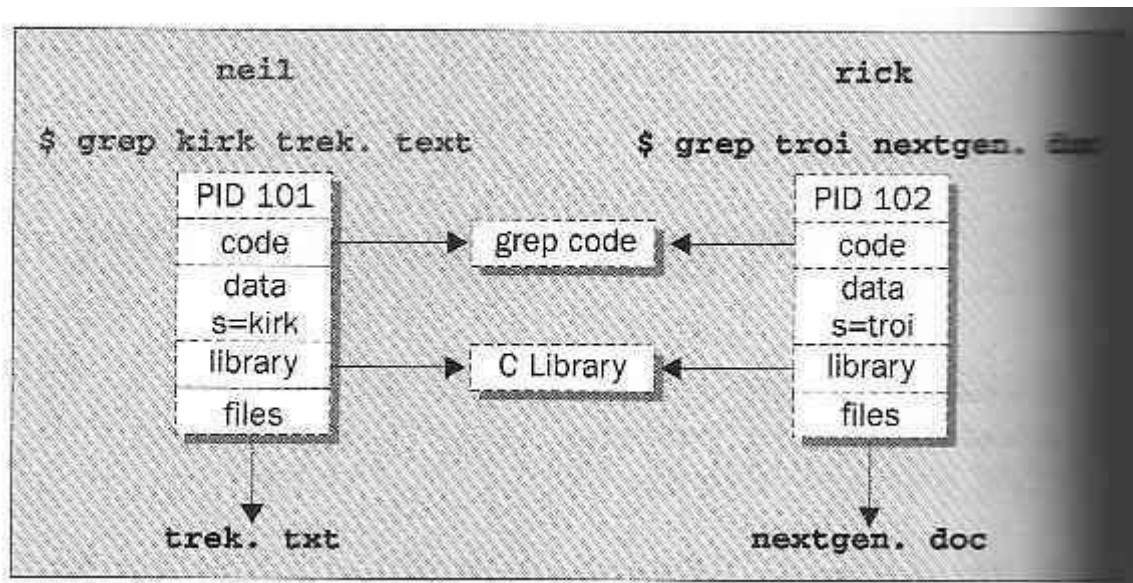 neil
rick
$ grep kirk trek. text
$ grep troi nextgen.
PID 101
code
data
s=kirk
library
files
grep code
C Library
PID 102
code
data
s=troi
library
files
trek. txt
nextgen. doc